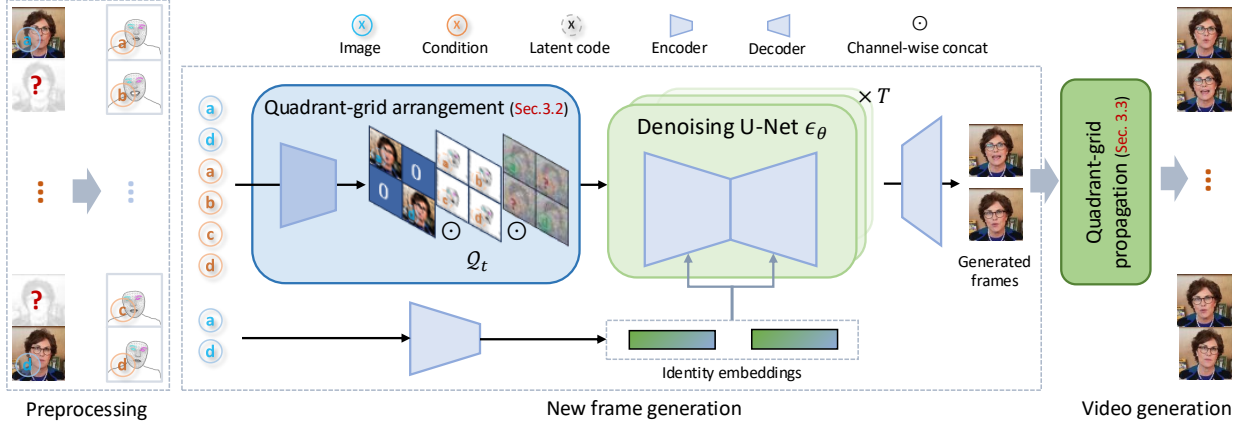 x
x
x
Image
Condition
Latent code
Encoder
Decoder
Channel-wise concat
a
a
?
b
?
c
d
d
Preprocessing
a
d
a
b
c
d
Quadrant-grid arrangement (Sec.3.2)
0
0
a
b
c
d
?
Q_t
Denoising U-Net ϵ_θ
× T
Generated
frames
a
d
Identity embeddings
New frame generation
Quadrant-grid
propagation (Sec. 3.3)
Video generation